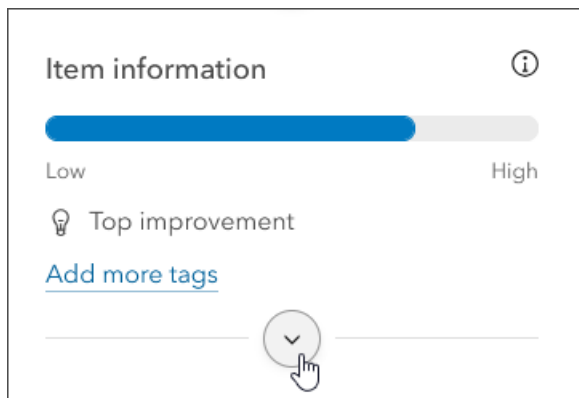 Item information
Low
High
Top improvement
Add more tags